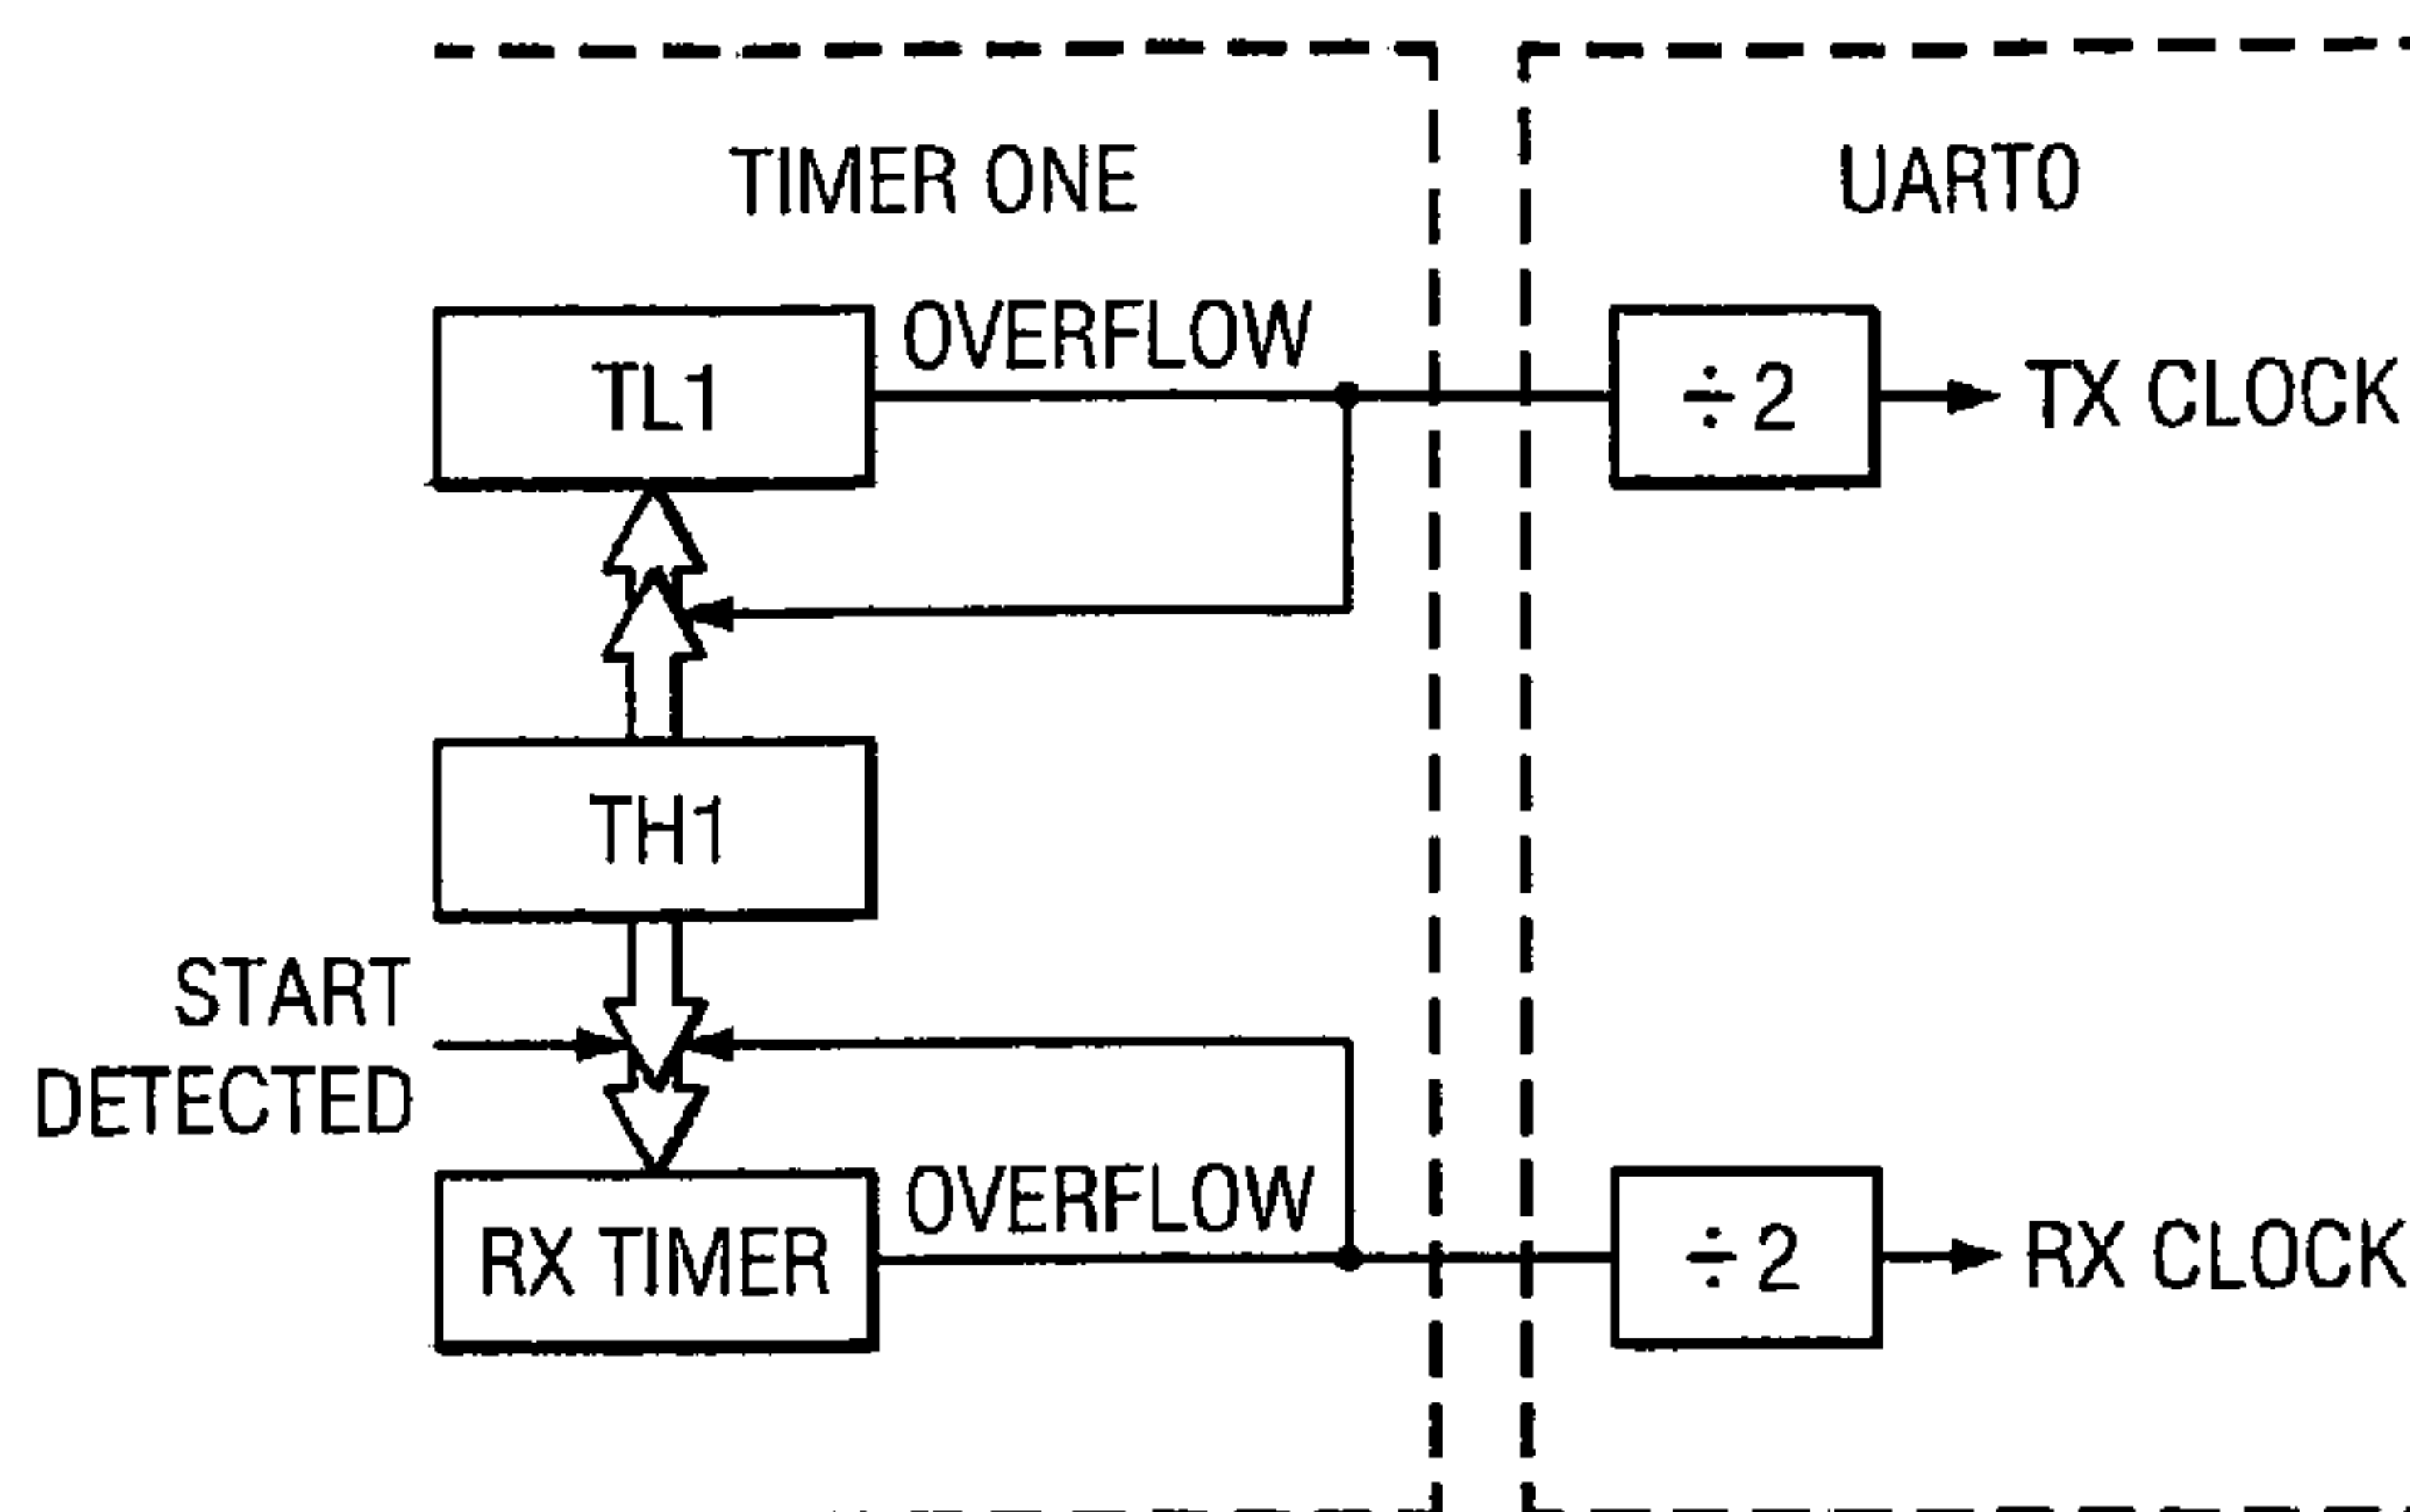 TIMER ONE
UART0
OVERFLOW
TL1
÷2
TX CLOCK
TH1
START
DETECTED
OVERFLOW
RX TIMER
÷2
RX CLOCK